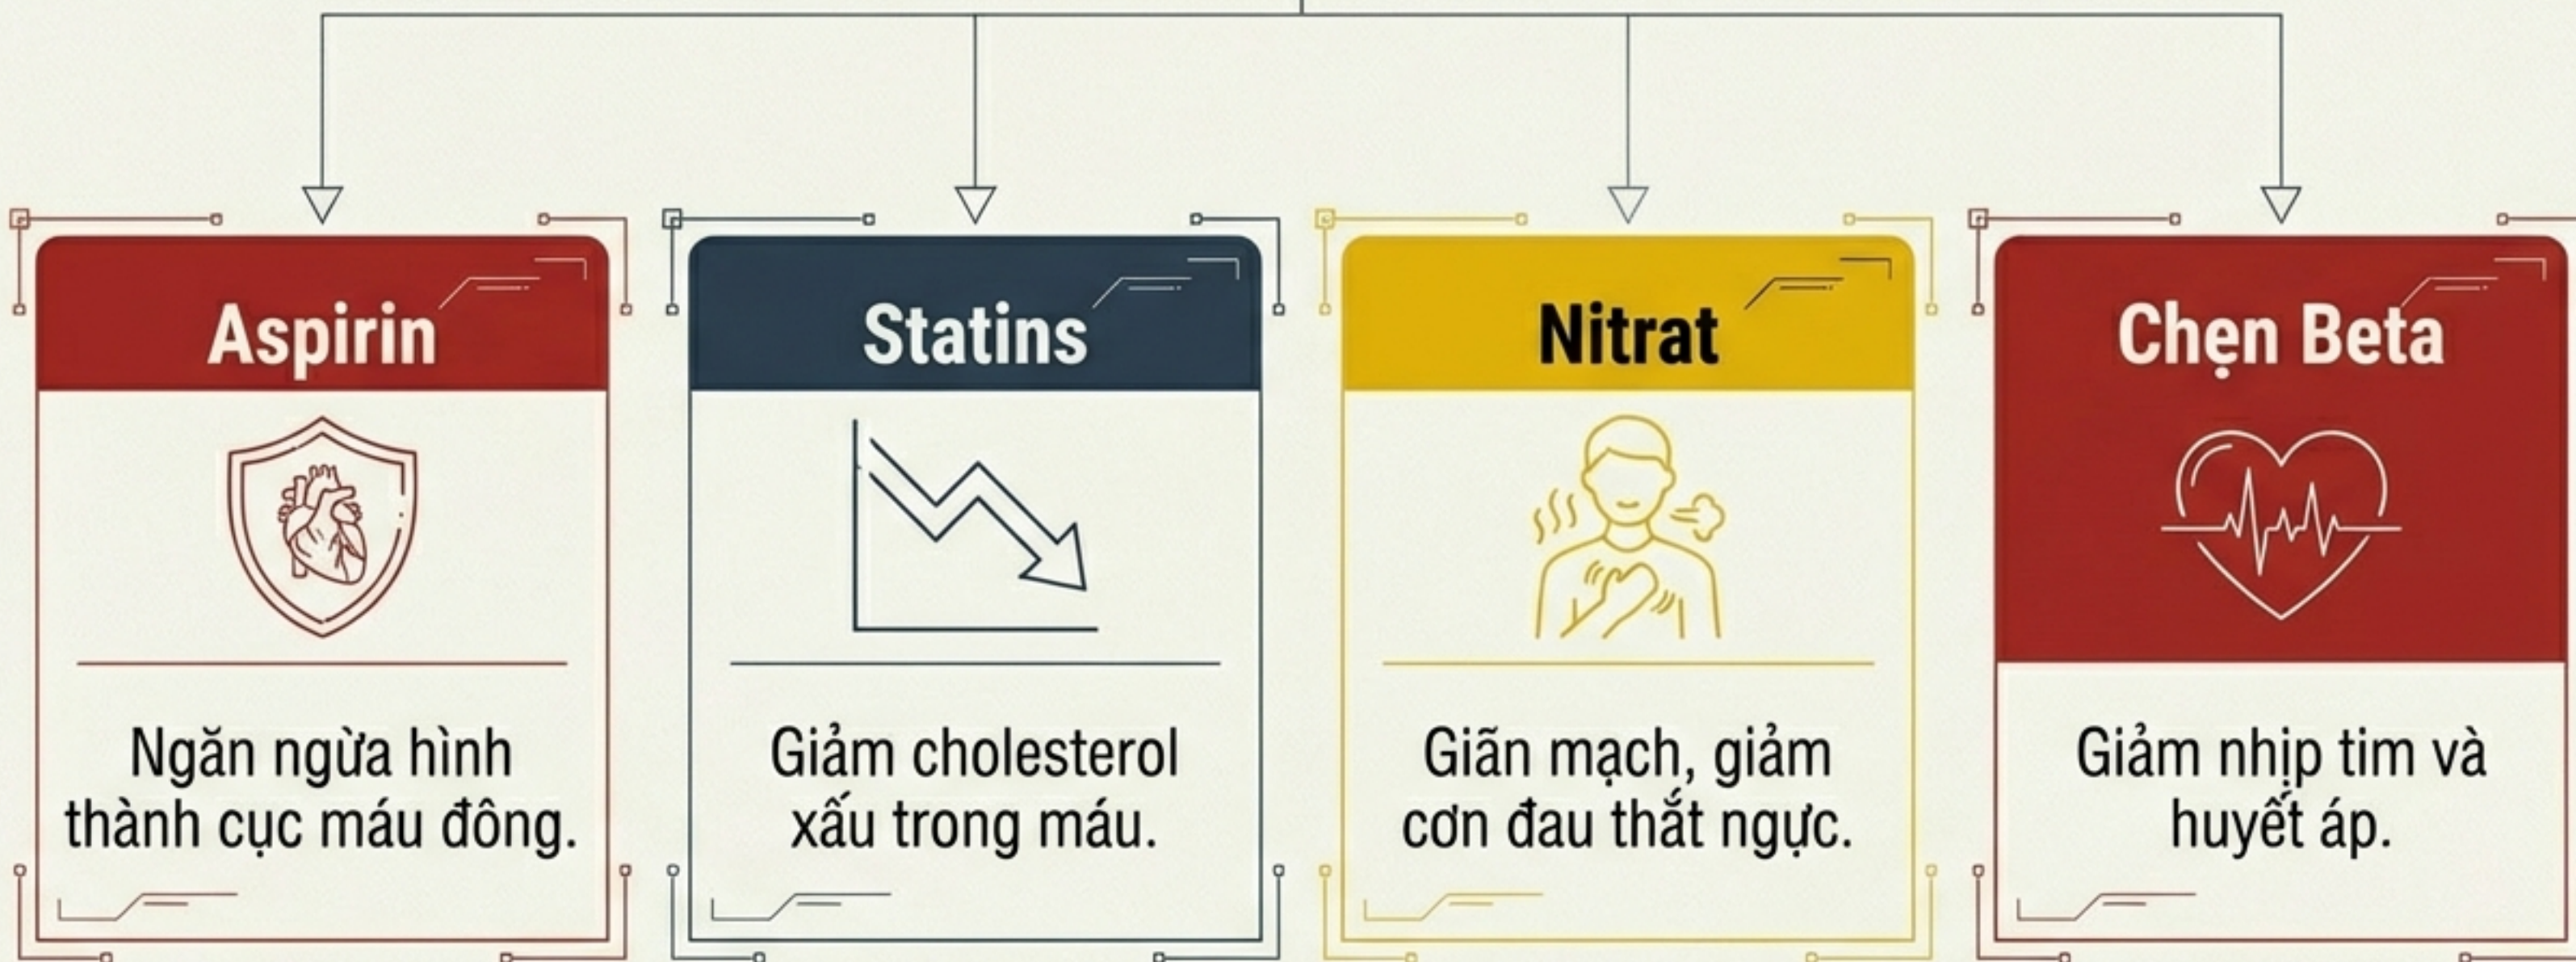 Aspirin
Ngăn ngừa hình
thành cục máu đông.
Statins
Giảm cholesterol
xấu trong máu.
Nitrat
Giãn mạch, giảm
cơn đau thắt ngực.
Chẹn Beta
Giảm nhịp tim và
huyết áp.